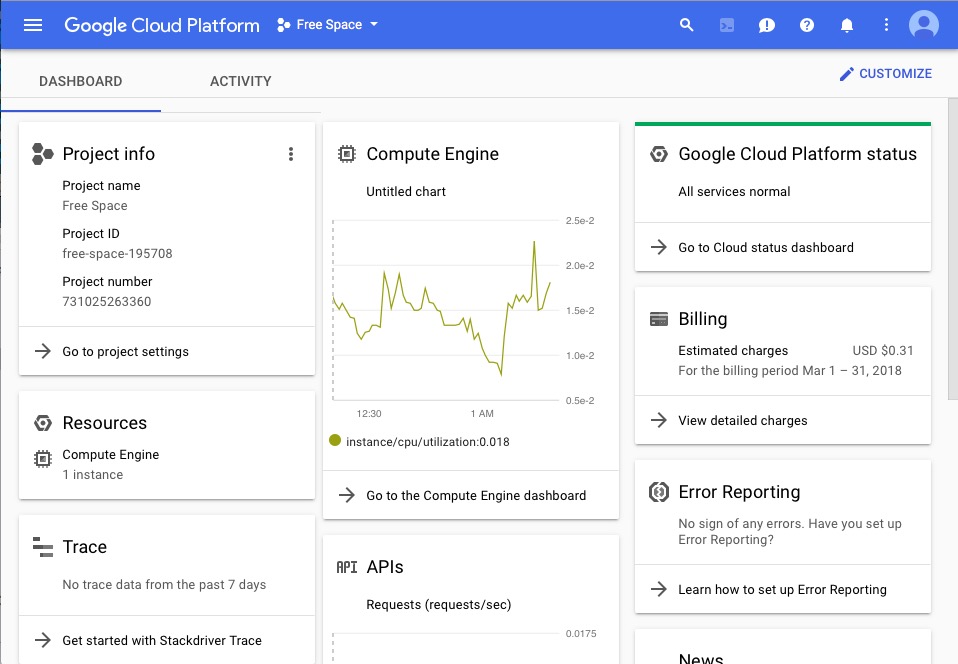 Google Cloud Platform
Free Space
DASHBOARD
ACTIVITY
CUSTOMIZE
Project info
Project name
Free Space
Project ID
free-space-195708
Project number
731025263360
Go to project settings
Resources
Compute Engine
1 instance
Trace
No trace data from the past 7 days
Get started with Stackdriver Trace
Compute Engine
Untitled chart
2.5e-2
2.0e-2
1.5e-2
1.0e-2
0.5e-2
12:30
1 AM
instance/cpu/utilization:0.018
Go to the Compute Engine dashboard
API APIs
Requests (requests/sec)
0.0175
Google Cloud Platform status
All services normal
Go to Cloud status dashboard
Billing
Estimated charges USD $0.31
For the billing period Mar 1 – 31, 2018
View detailed charges
Error Reporting
No sign of any errors. Have you set up
Error Reporting?
Learn how to set up Error Reporting
News